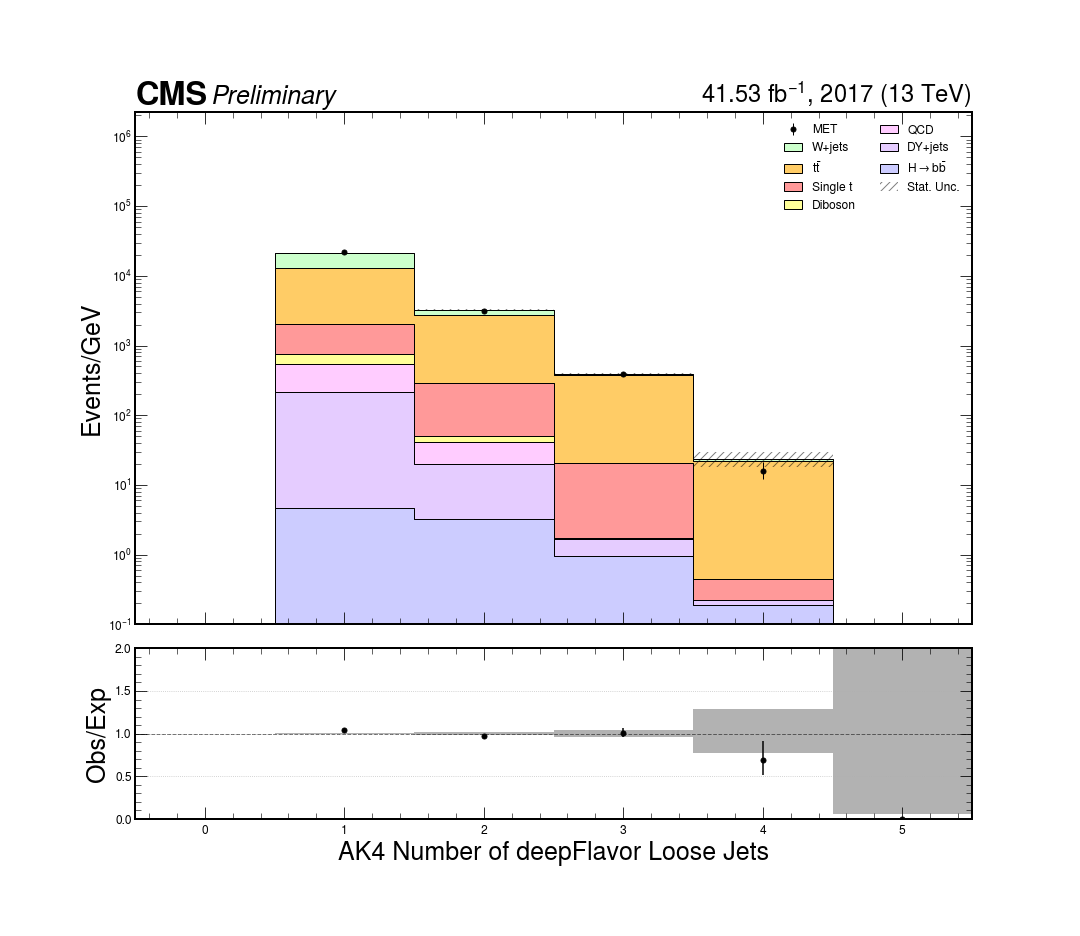 CMS Preliminary
41.53 fb⁻¹, 2017 (13 TeV)
MET
W+jets
tt̄
Single t
Diboson
QCD
DY+jets
H→bb̄
Stat. Unc.
Events/GeV
10⁶
10⁵
10⁴
10³
10²
10¹
10⁰
10⁻¹
Obs/Exp
2.0
1.5
1.0
0.5
0.0
0 1 2 3 4 5
AK4 Number of deepFlavor Loose Jets